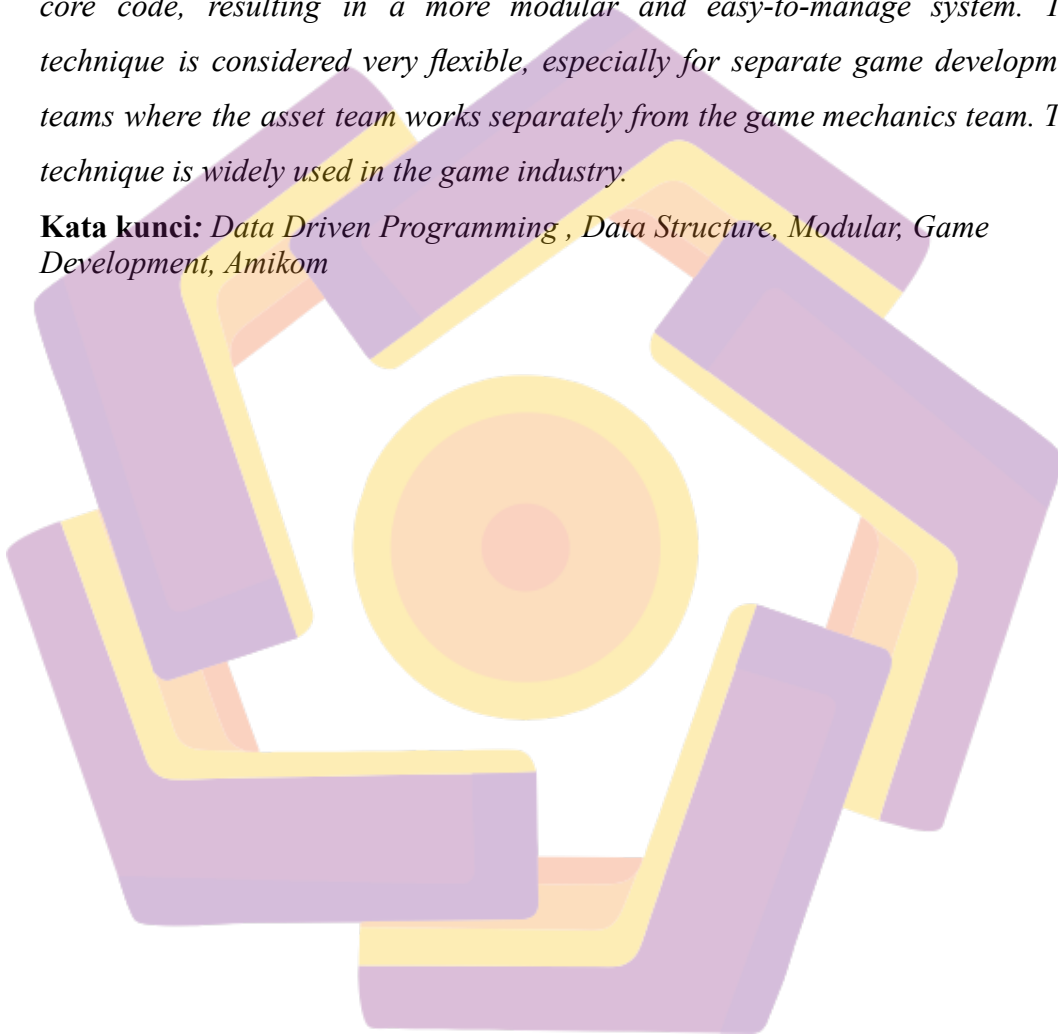 core code, resulting in a more modular and easy-to-manage system.
technique is considered very flexible, especially for separate game
teams where the asset team works separately from the game mechanics team.
technique is widely used in the game industry.
Kata kunci: Data Driven Programming , Data Structure, Modular, Game
Development, Amikom